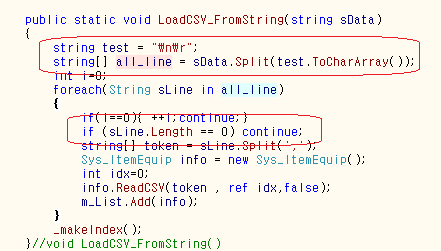 public static void LoadCSV_FromString(string sData)
{
string test = "₩n₩r";
string[] all_line = sData.Split(test.ToCharArray());
int i=0;
foreach(String sLine in all_line)
{
if(i==0){ ++i;continue;}
if (sLine.Length == 0) continue;
string[] token = sLine.Split(',');
Sys_ItemEquip info = new Sys_ItemEquip();
int idx=0;
info.ReadCSV(token , ref idx,false);
m_List.Add(info);
}
_makeIndex();
}//void LoadCSV_FromString()